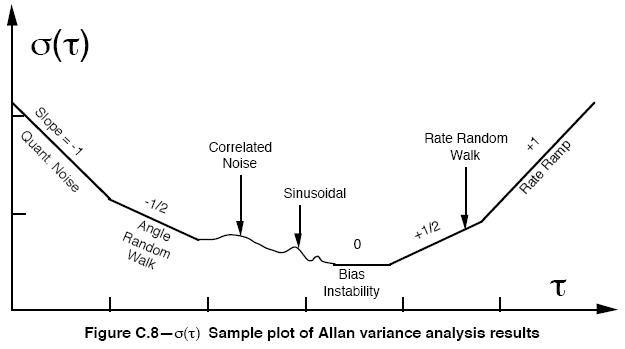 σ(τ)
Slope = -1
Quant. Noise
-1/2
Angle
Random
Walk
Correlated
Noise
Sinusoidal
0
Bias
Instability
Rate Random
Walk
+1/2
+1
Rate Ramp
τ
Figure C.8—σ(τ) Sample plot of Allan variance analysis results